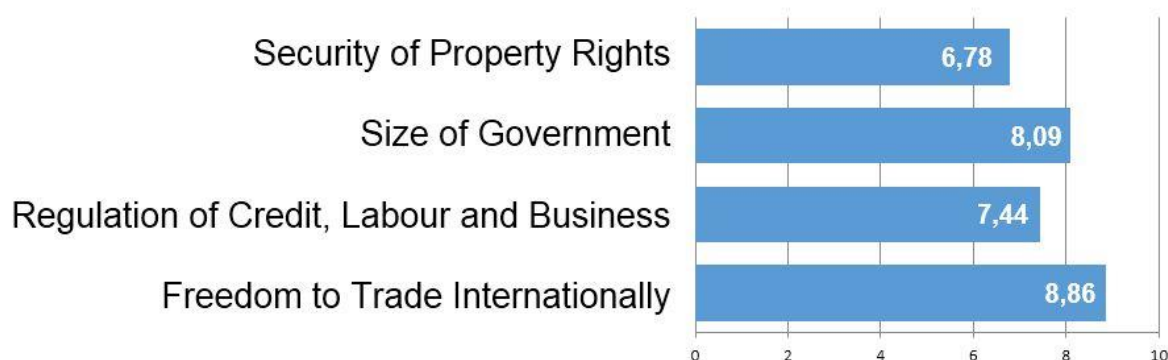 Security of Property Rights
6,78
Size of Government
8,09
Regulation of Credit, Labour and Business
7,44
Freedom to Trade Internationally
8,86
0 2 4 6 8 10